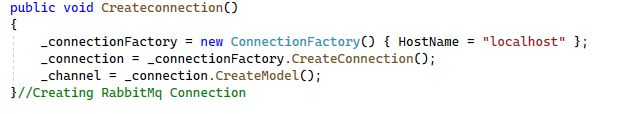 public void Createconnection()
{
    _connectionFactory = new ConnectionFactory() { HostName = "localhost" };
    _connection = _connectionFactory.CreateConnection();
    _channel = _connection.CreateModel();
}//Creating RabbitMq Connection